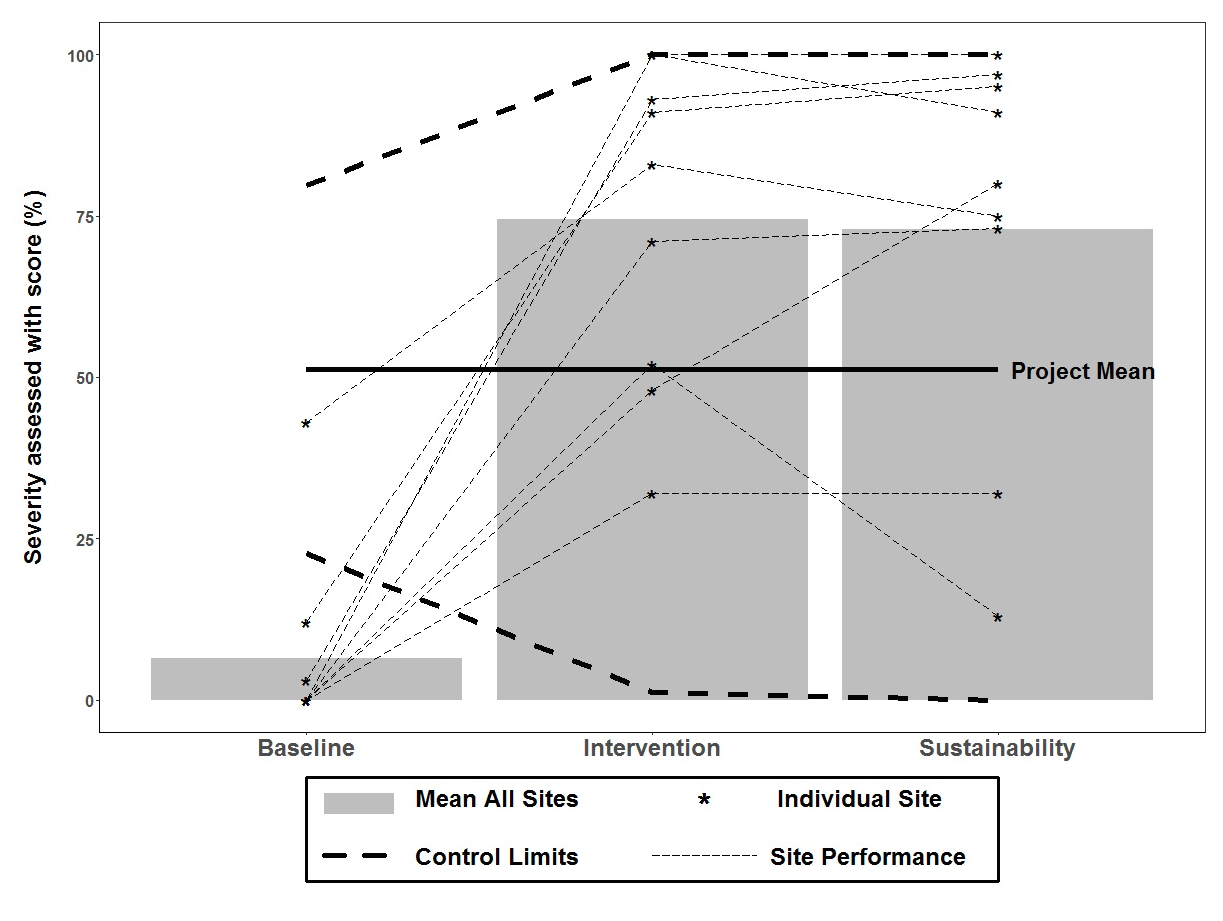 Severity assessed with score (%)
100
75
50
25
0
Project Mean
Baseline
Intervention
Sustainability
Mean All Sites
Individual Site
Control Limits
Site Performance